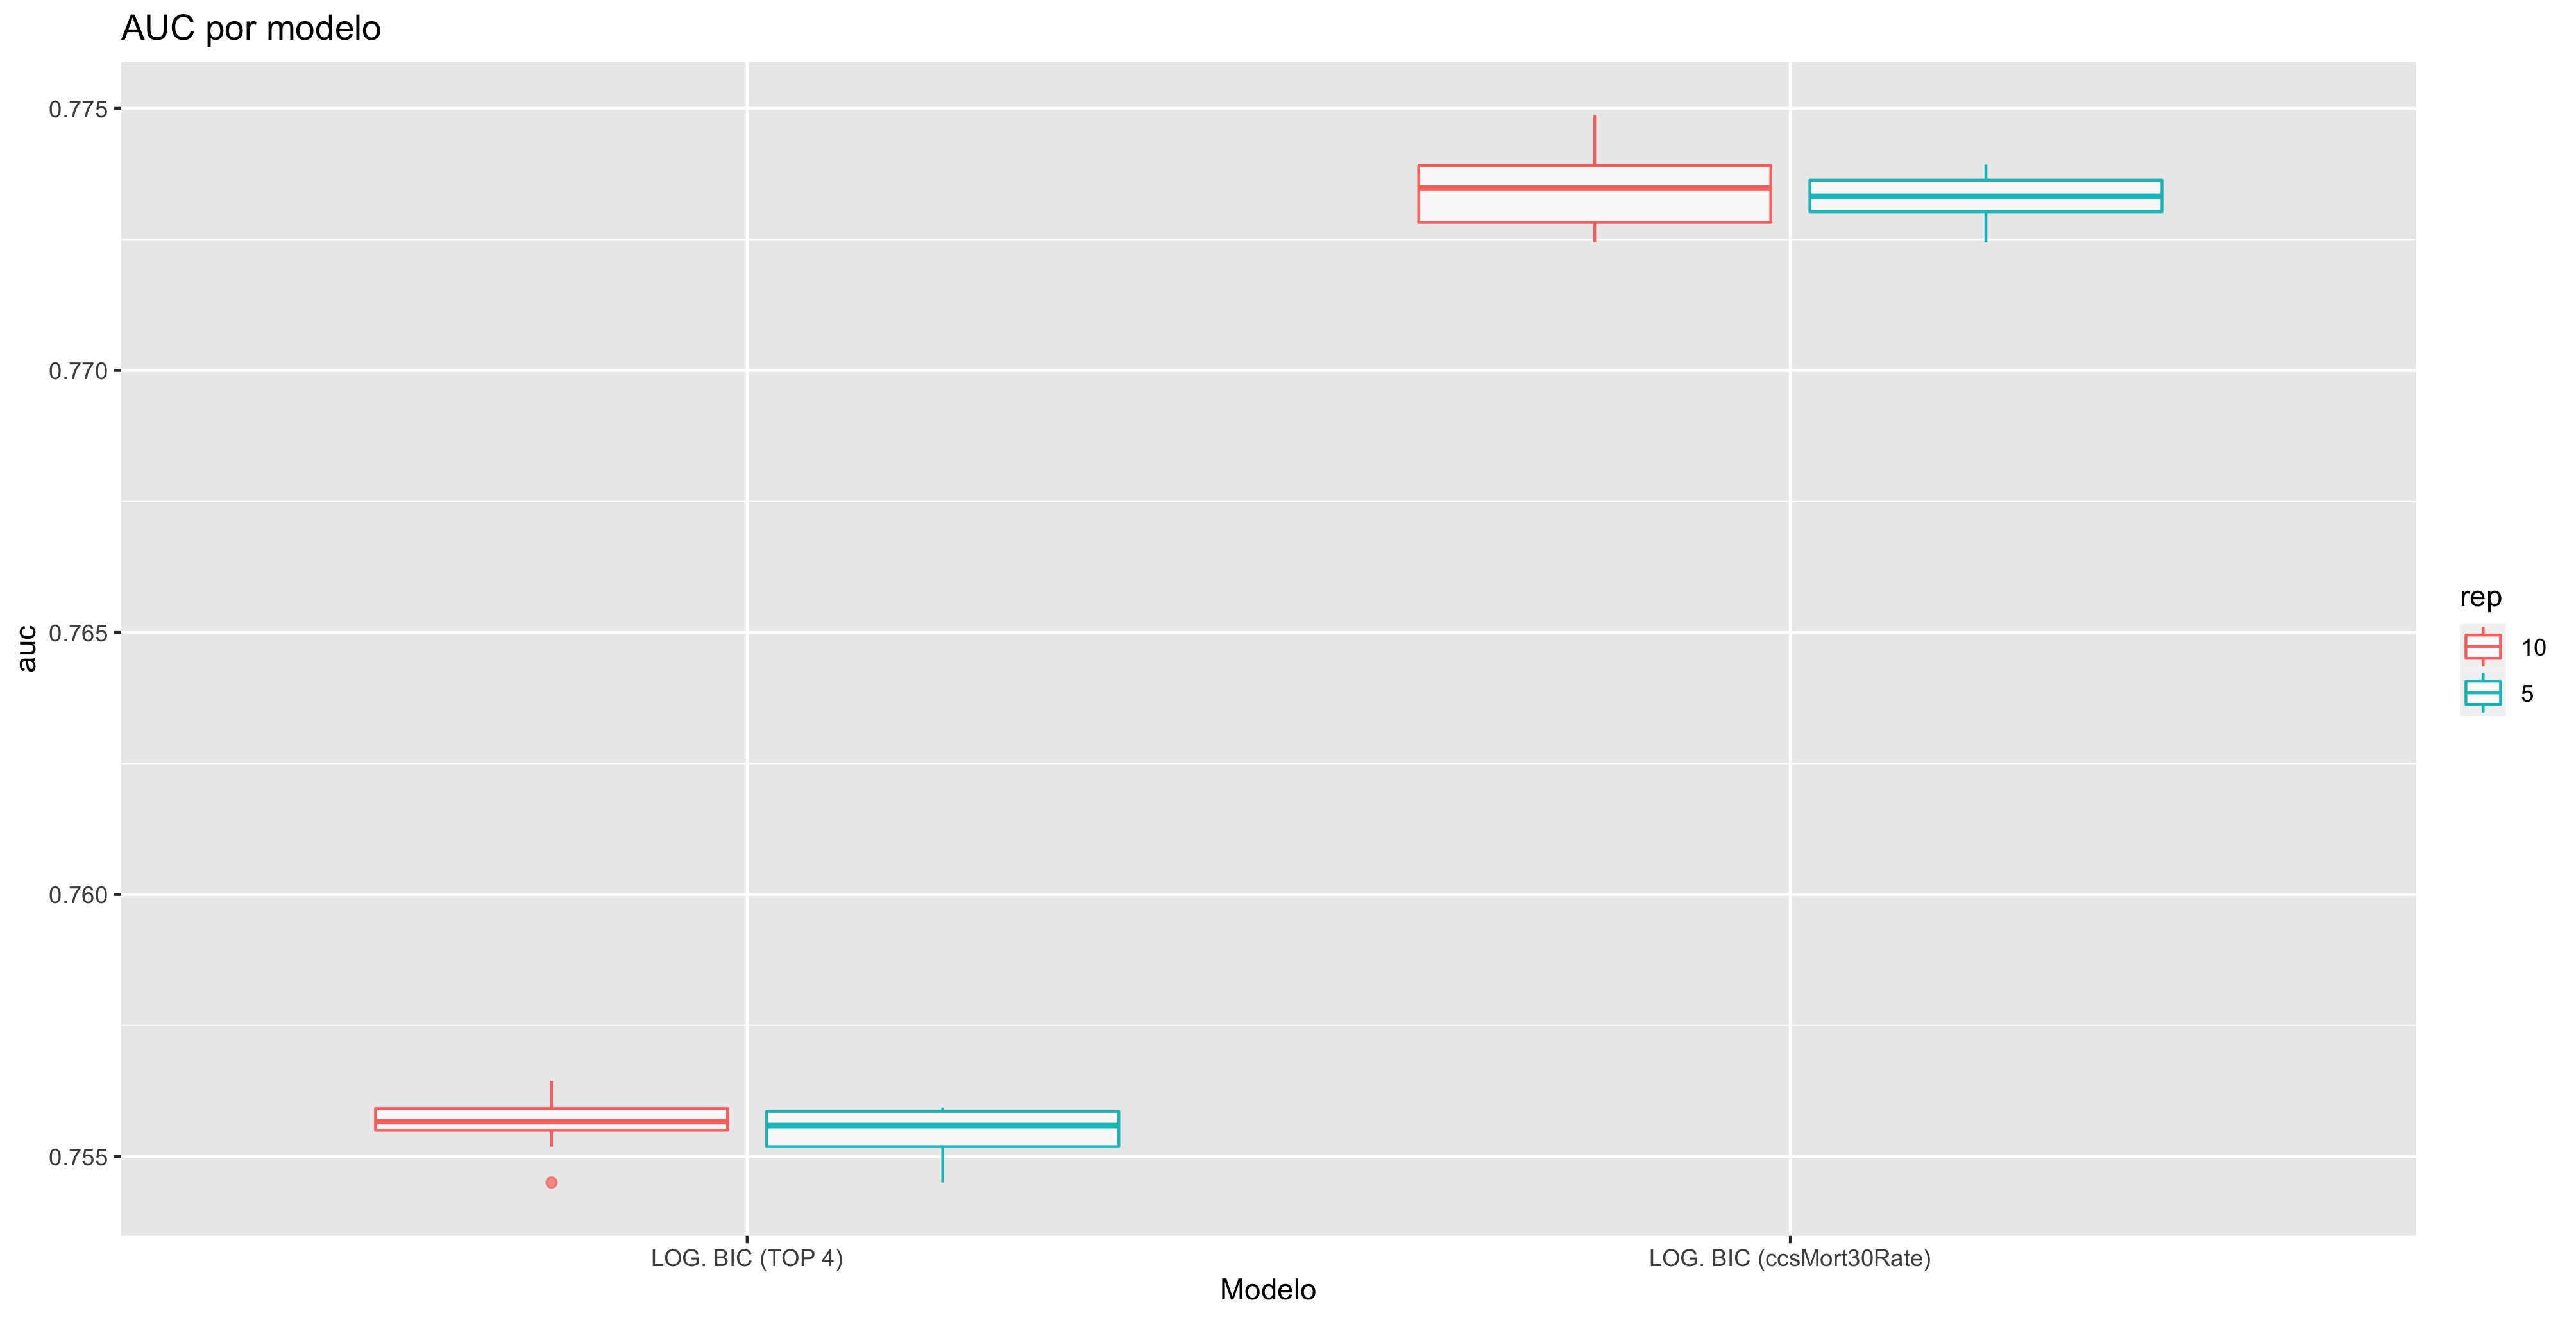 AUC por modelo
auc
0.775
0.770
0.765
0.760
0.755
LOG. BIC (TOP 4)
LOG. BIC (ccsMort30Rate)
Modelo
rep
10
5